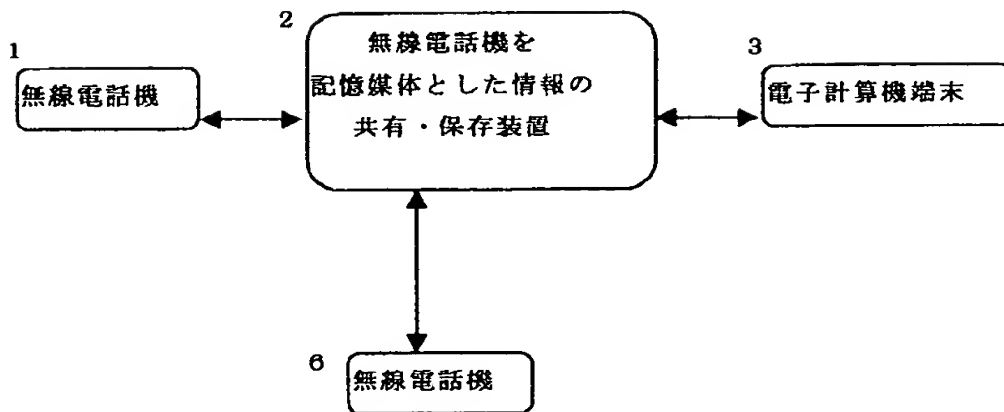 1
無線電話機
2
無線電話機を
記憶媒体とした情報の
共有・保存装置
3
電子計算機端末
6
無線電話機